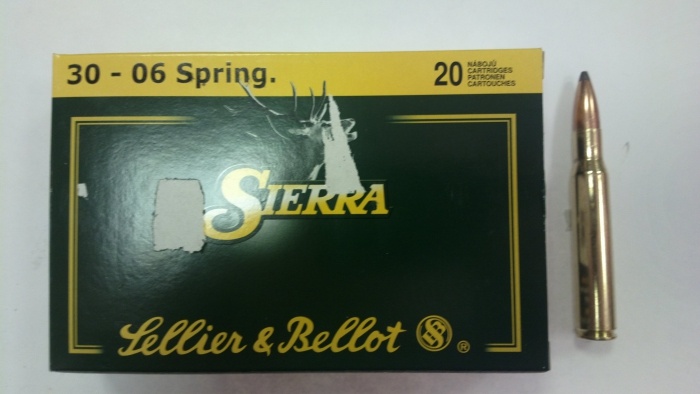 30 - 06 Spring.
20
NÁBOJŮ
CARTRIDGES
PATRONEN
CARTOUCHES
SIERRA
Sellier & Bellot
S&B
®